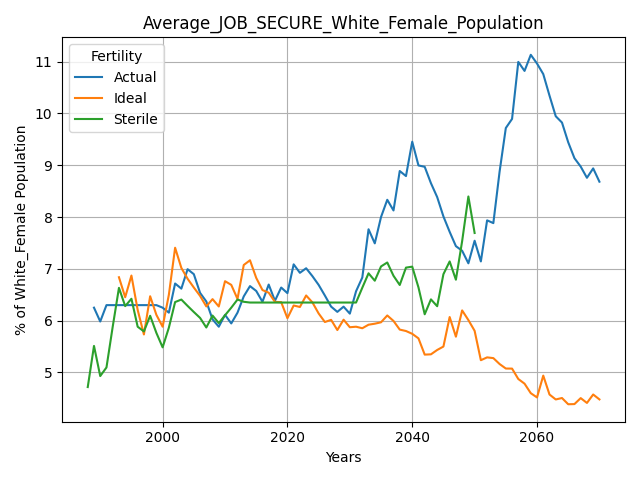 Average_JOB_SECURE_White_Female_Population
Fertility
Actual
Ideal
Sterile
% of White_Female Population
11
10
9
8
7
6
5
2000
2020
2040
2060
Years